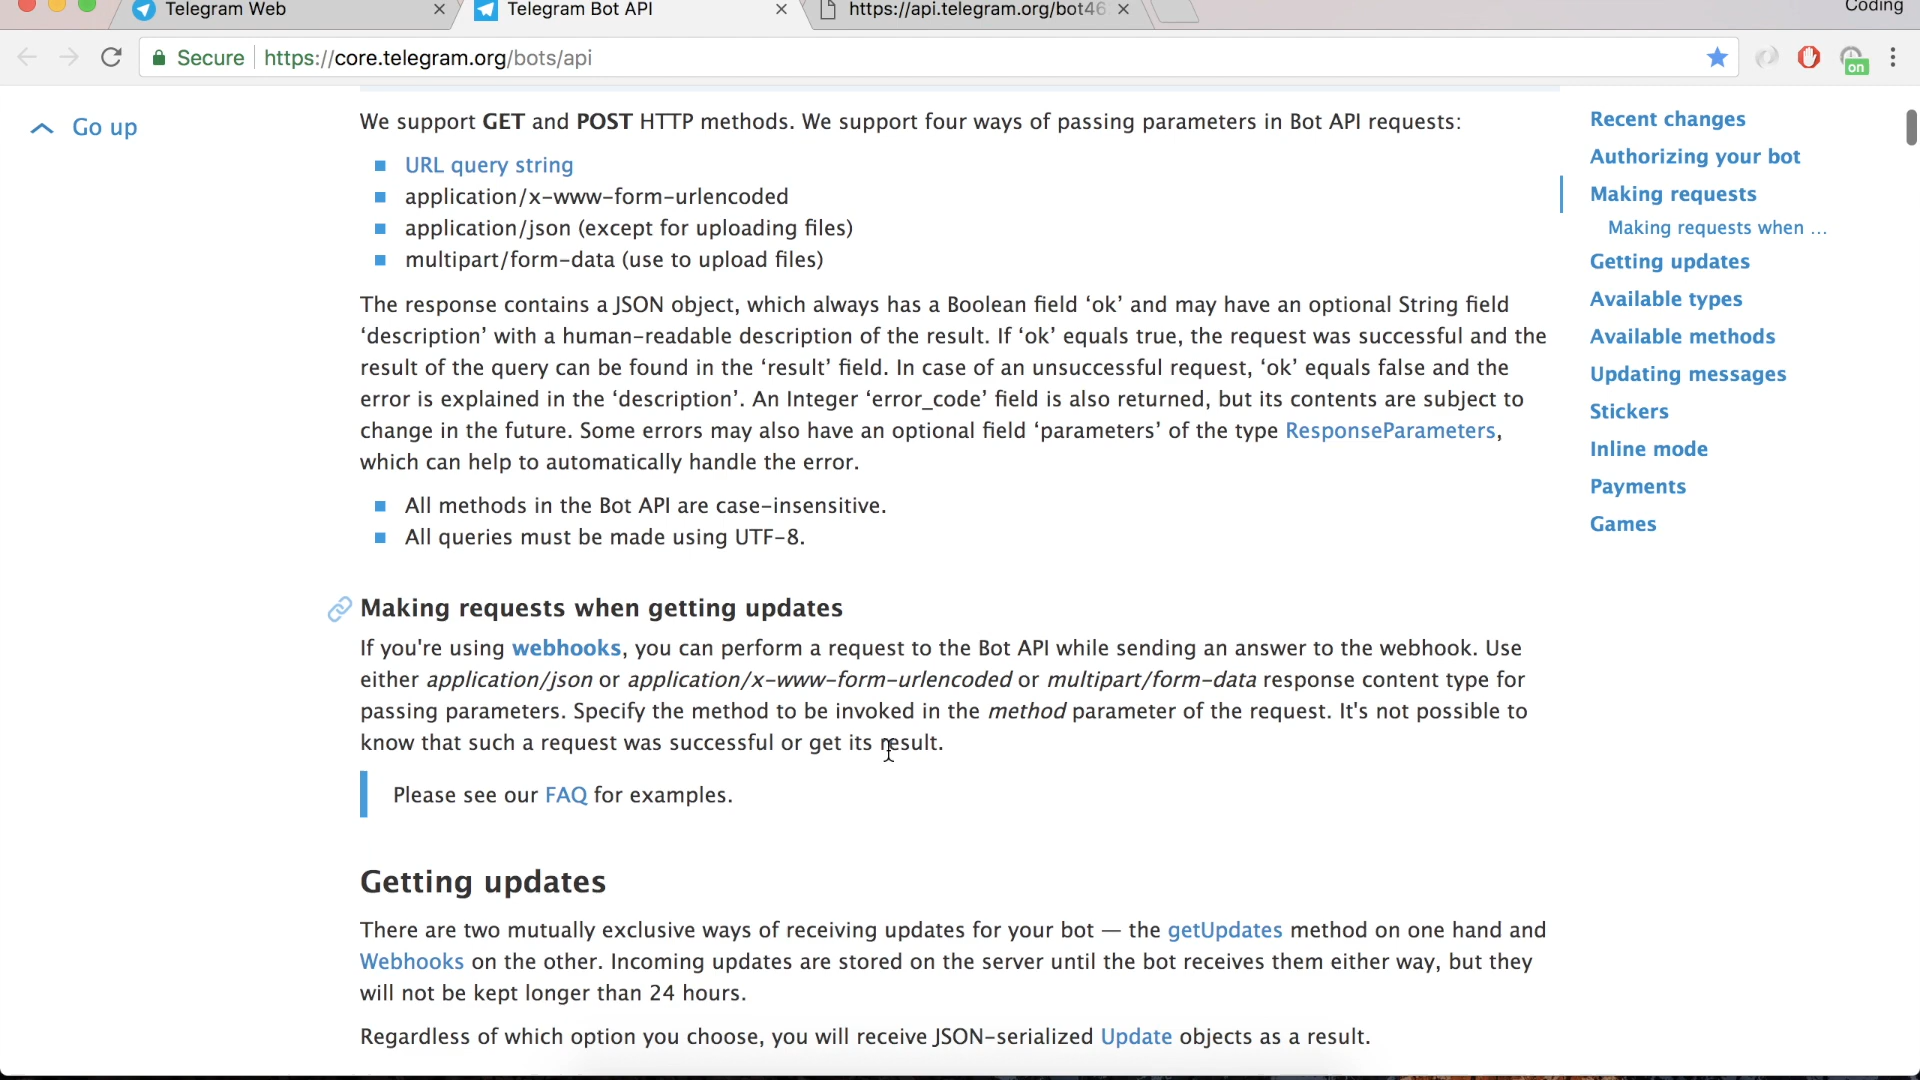 Coding
Telegram Web
Telegram Bot API
https://api.telegram.org/bot46
Secure
https://core.telegram.org/bots/api
on
Go up
We support GET and POST HTTP methods. We support four ways of passing parameters in Bot API requests:
URL query string
application/x-www-form-urlencoded
application/json (except for uploading files)
multipart/form-data (use to upload files)
The response contains a JSON object, which always has a Boolean field ‘ok’ and may have an optional String field
‘description’ with a human-readable description of the result. If ‘ok’ equals true, the request was successful and the
result of the query can be found in the ‘result’ field. In case of an unsuccessful request, ‘ok’ equals false and the
error is explained in the ‘description’. An Integer ‘error_code’ field is also returned, but its contents are subject to
change in the future. Some errors may also have an optional field ‘parameters’ of the type ResponseParameters,
which can help to automatically handle the error.
All methods in the Bot API are case-insensitive.
All queries must be made using UTF-8.
Making requests when getting updates
If you're using webhooks, you can perform a request to the Bot API while sending an answer to the webhook. Use
either application/json or application/x-www-form-urlencoded or multipart/form-data response content type for
passing parameters. Specify the method to be invoked in the method parameter of the request. It's not possible to
know that such a request was successful or get its result.
Please see our FAQ for examples.
Getting updates
There are two mutually exclusive ways of receiving updates for your bot — the getUpdates method on one hand and
Webhooks on the other. Incoming updates are stored on the server until the bot receives them either way, but they
will not be kept longer than 24 hours.
Regardless of which option you choose, you will receive JSON-serialized Update objects as a result.
Recent changes
Authorizing your bot
Making requests
Making requests when ...
Getting updates
Available types
Available methods
Updating messages
Stickers
Inline mode
Payments
Games